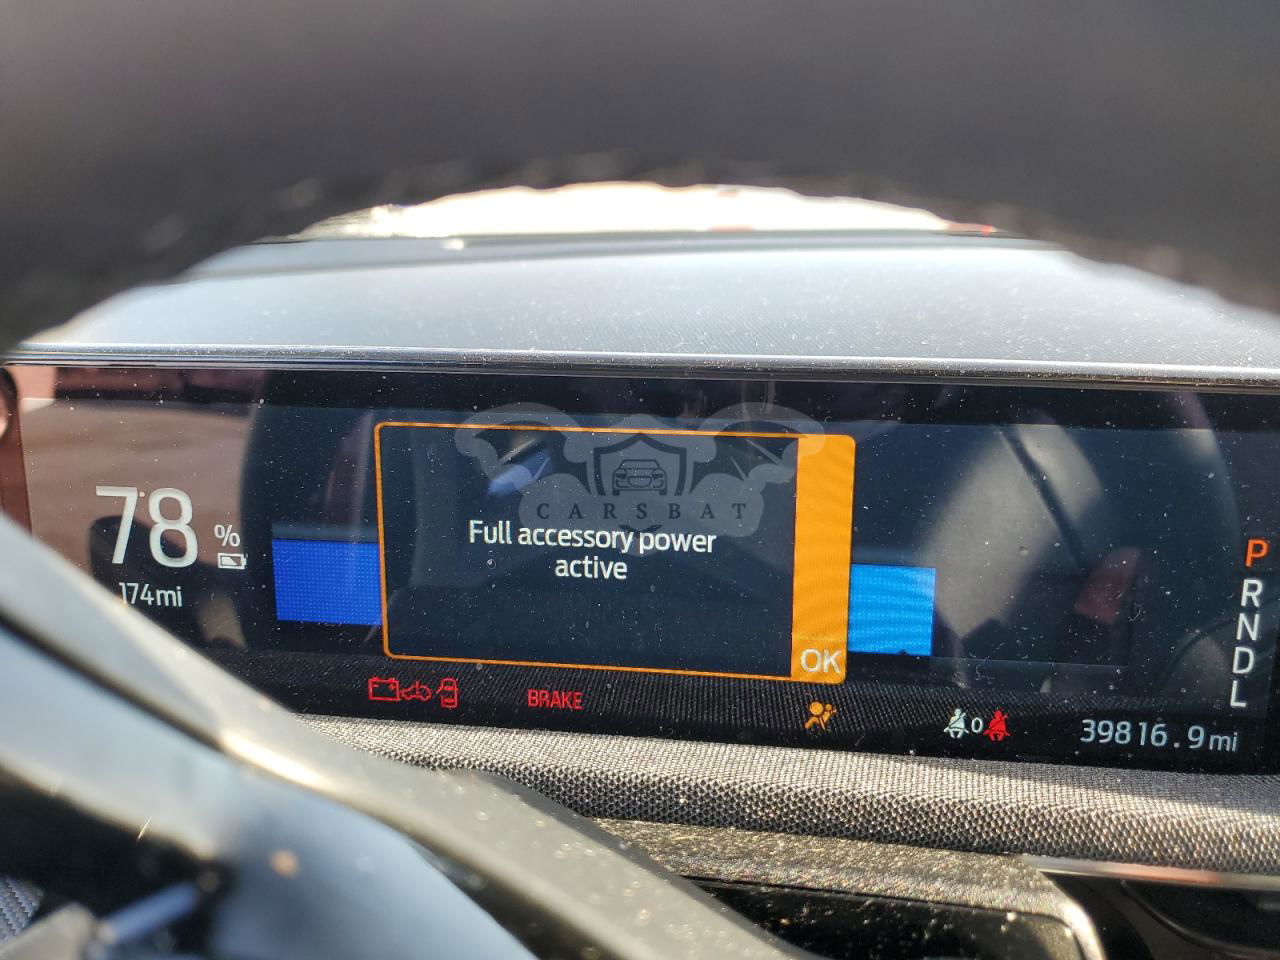 CARSBAT
Full accessory power
active
78 %
174mi
OK
P
R
N
D
L
BRAKE
0
39816.9mi